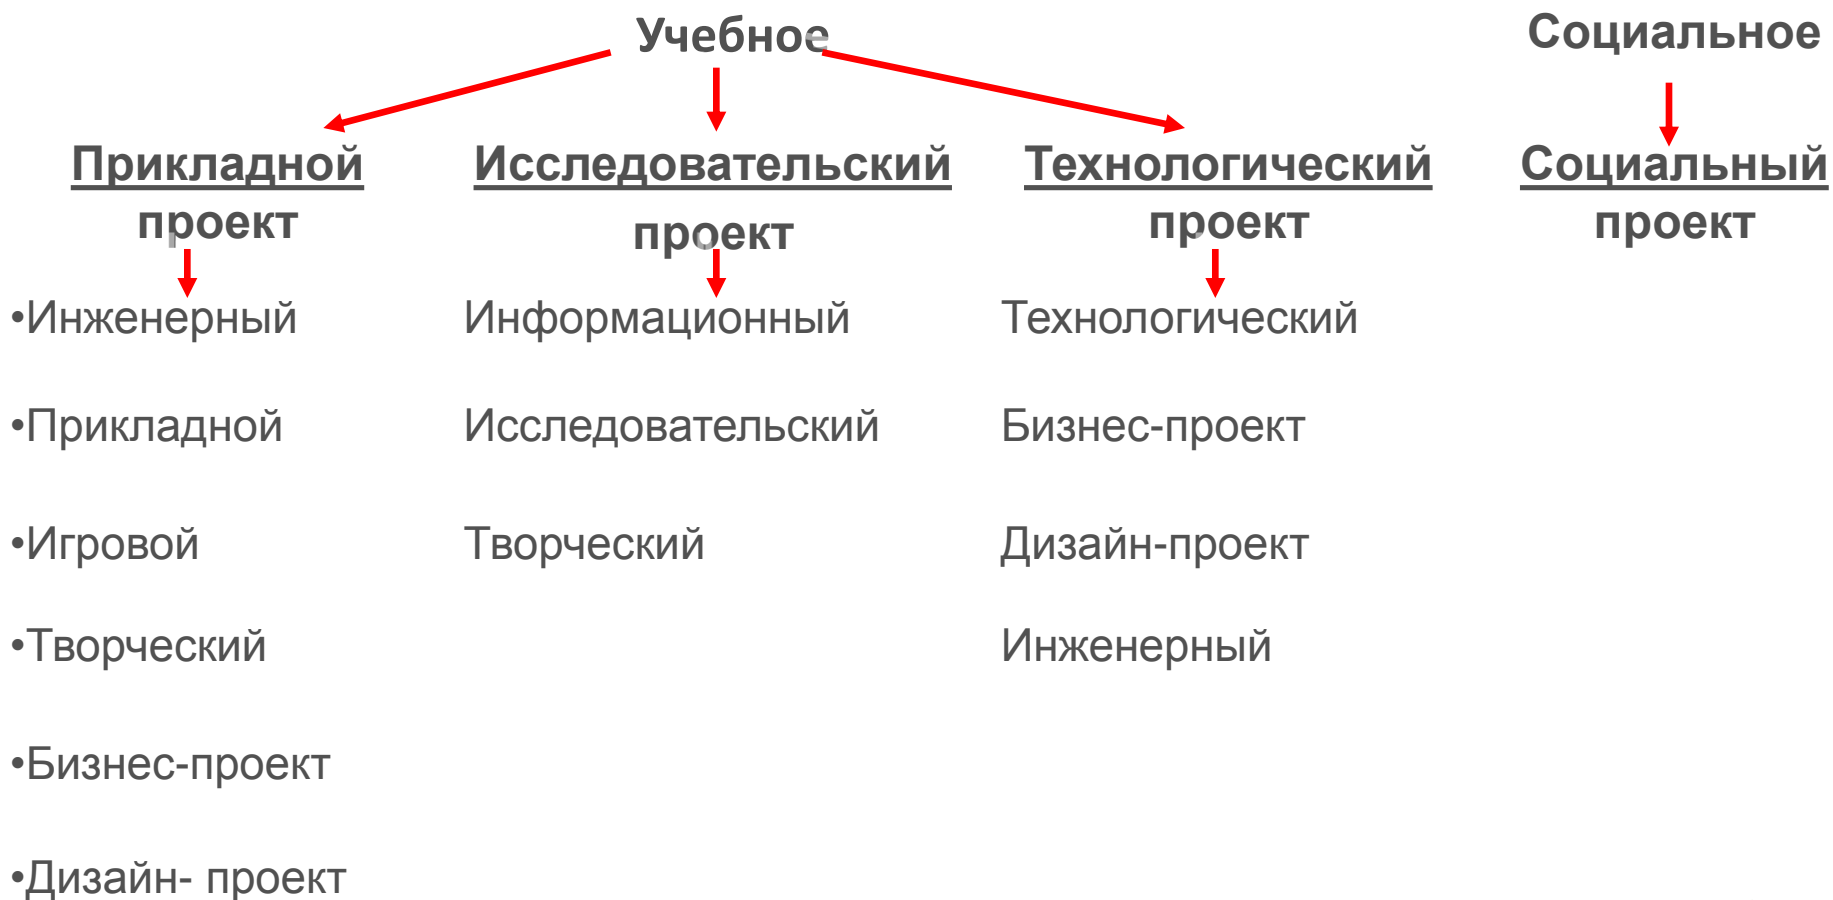 Учебное
Социальное
Прикладной
проект
Исследовательский
проект
Технологический
проект
Социальный
проект
•Инженерный
Информационный
Технологический
•Прикладной
Исследовательский
Бизнес-проект
•Игровой
Творческий
Дизайн-проект
•Творческий
Инженерный
•Бизнес-проект
•Дизайн- проект